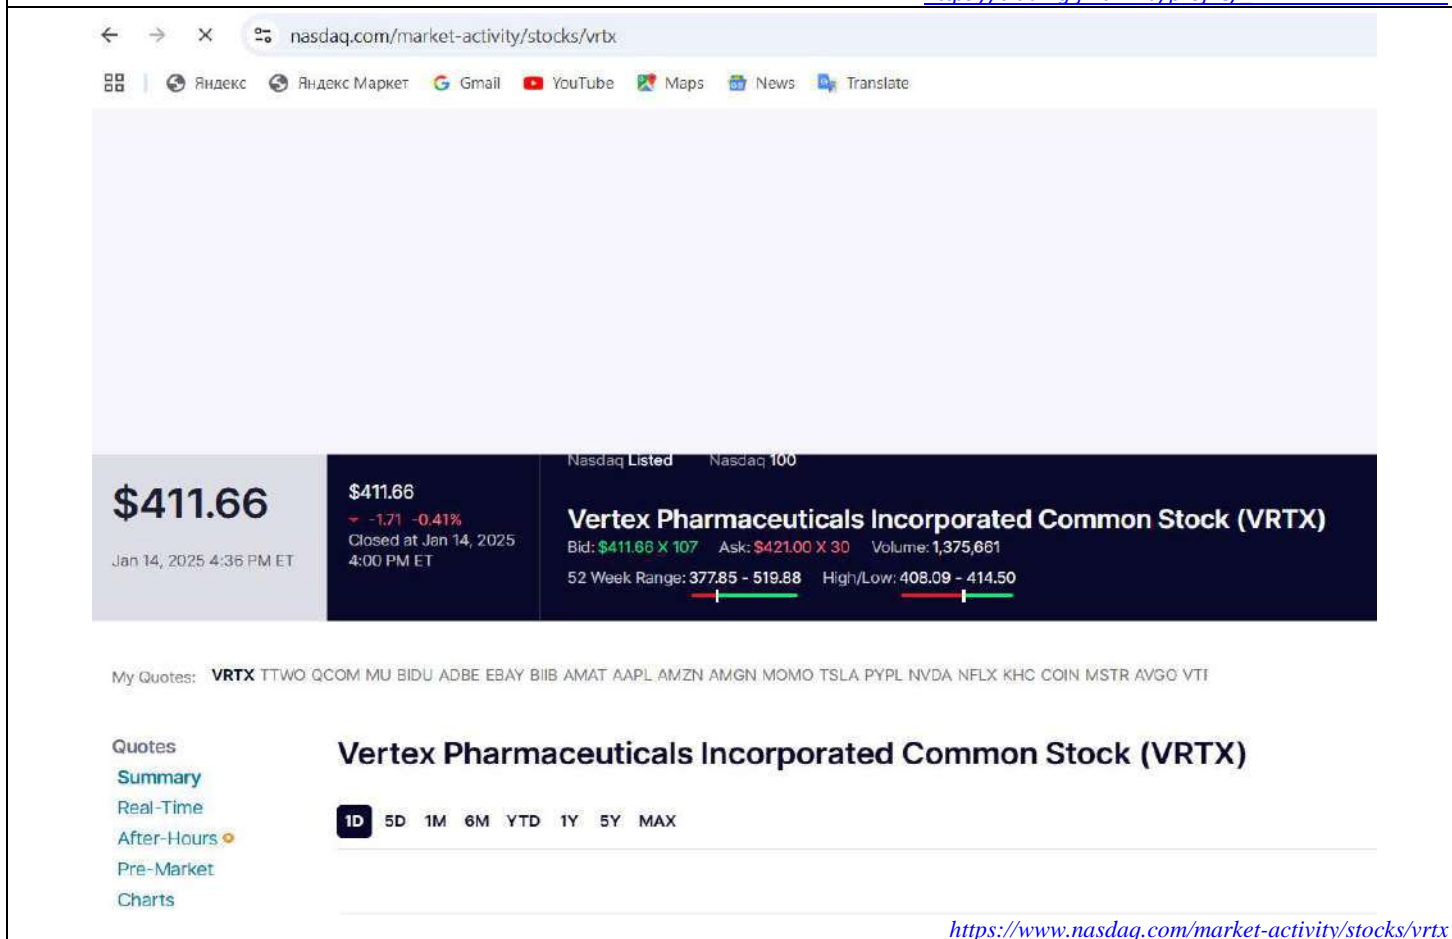 nasdaq.com/market-activity/stocks/vrtx
Яндекс Яндекс Маркет Gmail YouTube Maps News Translate
Nasdaq Listed Nasdaq 100
$411.66
$411.66
-1.71 -0.41%
Closed at Jan 14, 2025
4:00 PM ET
Jan 14, 2025 4:36 PM ET
Vertex Pharmaceuticals Incorporated Common Stock (VRTX)
Bid: $411.66 X 107 Ask: $421.00 X 30 Volume: 1,375,661
52 Week Range: 377.85 - 519.88 High/Low: 408.09 - 414.50
My Quotes: VRTX TTWO QCOM MU BIDU ADBE EBAY BIIB AMAT AAPL AMZN AMGN MOMO TSLA PYPL NVDA NFLX KHC COIN MSTR AVGO
Quotes
Summary
Real-Time
After-Hours
Pre-Market
Charts
Vertex Pharmaceuticals Incorporated Common Stock (VRTX)
1D 5D 1M 6M YTD 1Y 5Y MAX
https://www.nasdaq.com/market-activity/stocks/vrtx